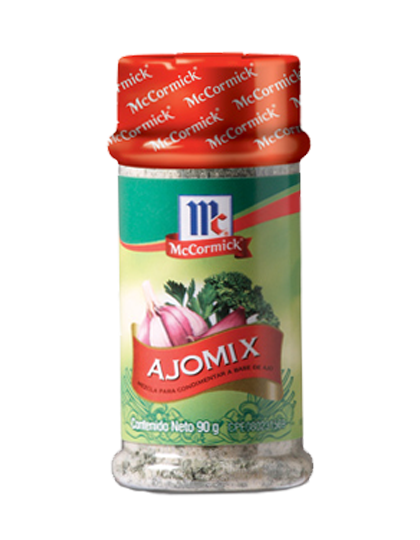 McCormick McCormick
McCormick McCormick McCormick
McCormick McCormick McCormick
Mc
McCormick
AJOMIX
MEZCLA PARA CONDIMENTAR A BASE DE AJO
Contenido Neto 90 g